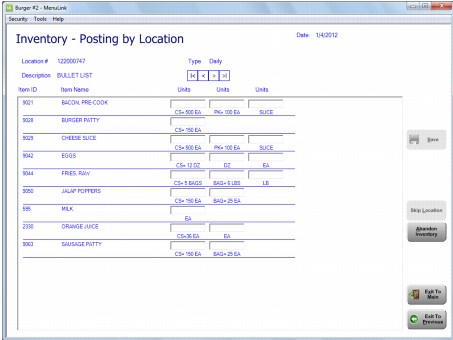 Burger #2 - MenuLink
Security Tools Help
Inventory - Posting by Location
Date: 1/4/2012
Location # 122000747 Type Daily
Description BULLET LIST |< < > >|
Item ID Item Name Units Units Units
9021 BACON, PRE-COOK
CS= 500 EA PK= 100 EA SLICE
9028 BURGER PATTY
CS= 150 EA
9029 CHEESE SLICE
CS= 500 EA PK= 100 EA SLICE
9042 EGGS
CS= 12 DZ DZ EA
9044 FRIES, RAW
CS= 5 BAGS BAG= 6 LBS LB
9050 JALAP POPPERS
CS= 150 EA BAG= 25 EA
595 MILK
EA
2330 ORANGE JUICE
CS=36 EA EA
9063 SAUSAGE PATTY
CS= 150 EA BAG= 25 EA
Save
Skip Location
Abandon
Inventory
Exit To
Main
Exit To
Previous